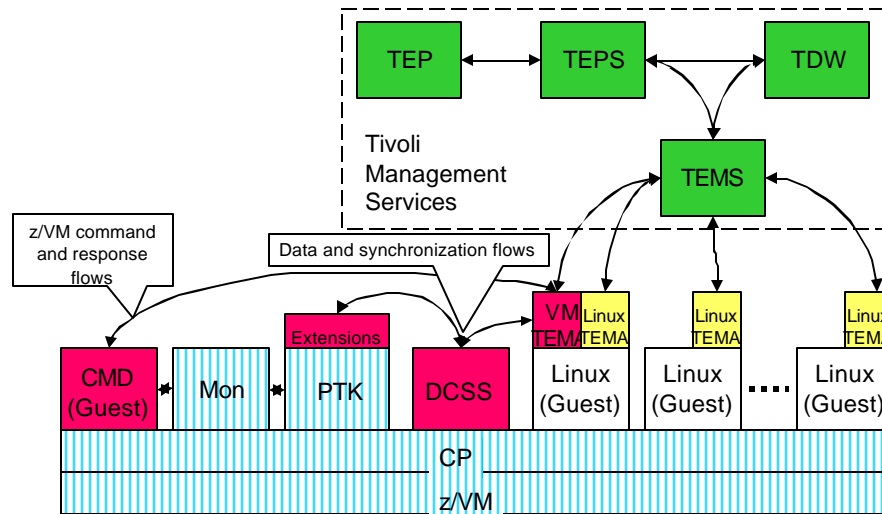 TEP
TEPS
TDW
Tivoli
Management
Services
TEMS
z/VM command
and response
flows
Data and synchronization flows
Extensions
VM
TEMA
Linux
TEMA
Linux
TEMA
Linux
TEMA
CMD
(Guest)
Mon
PTK
DCSS
Linux
(Guest)
Linux
(Guest)
Linux
(Guest)
CP
z/VM